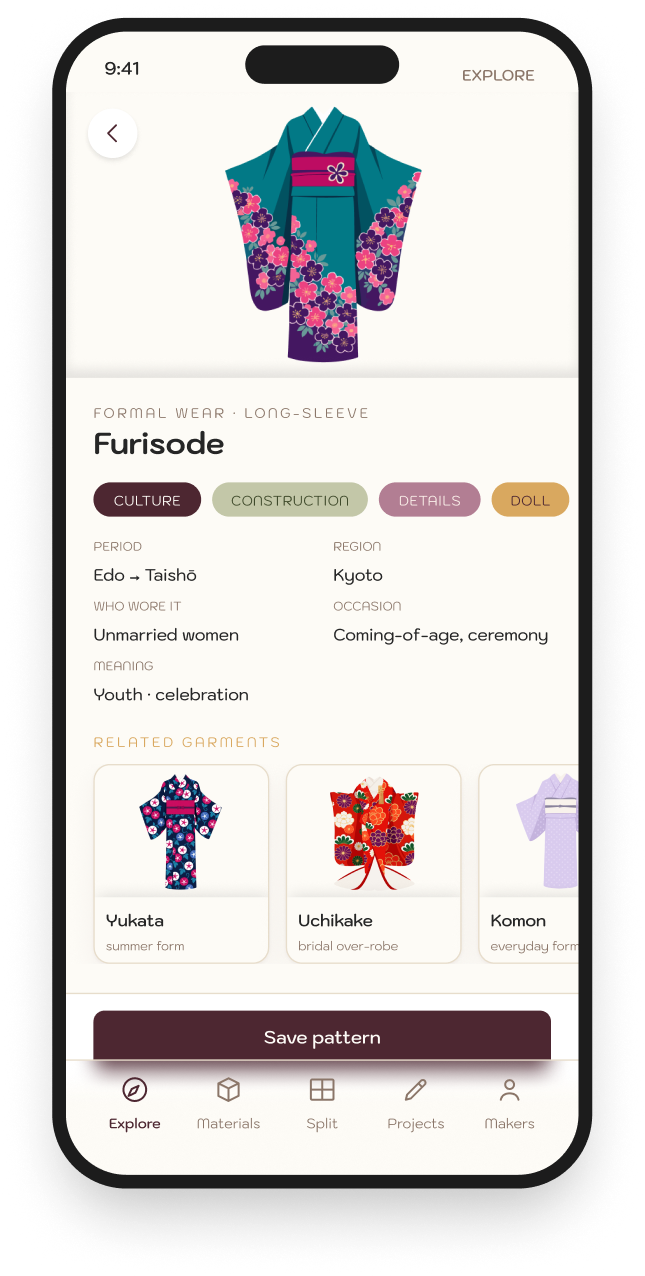 9:41
EXPLORE
FORMAL WEAR · LONG-SLEEVE
Furisode
CULTURE CONSTRUCTION DETAILS DOLL
PERIOD REGION
Edo → Taishō Kyoto
WHO WORE IT OCCASION
Unmarried women Coming-of-age, ceremony
MEANING
Youth · celebration
RELATED GARMENTS
Yukata Uchikake Komon
summer form bridal over-robe everyday form
Save pattern
Explore Materials Split Projects Makers